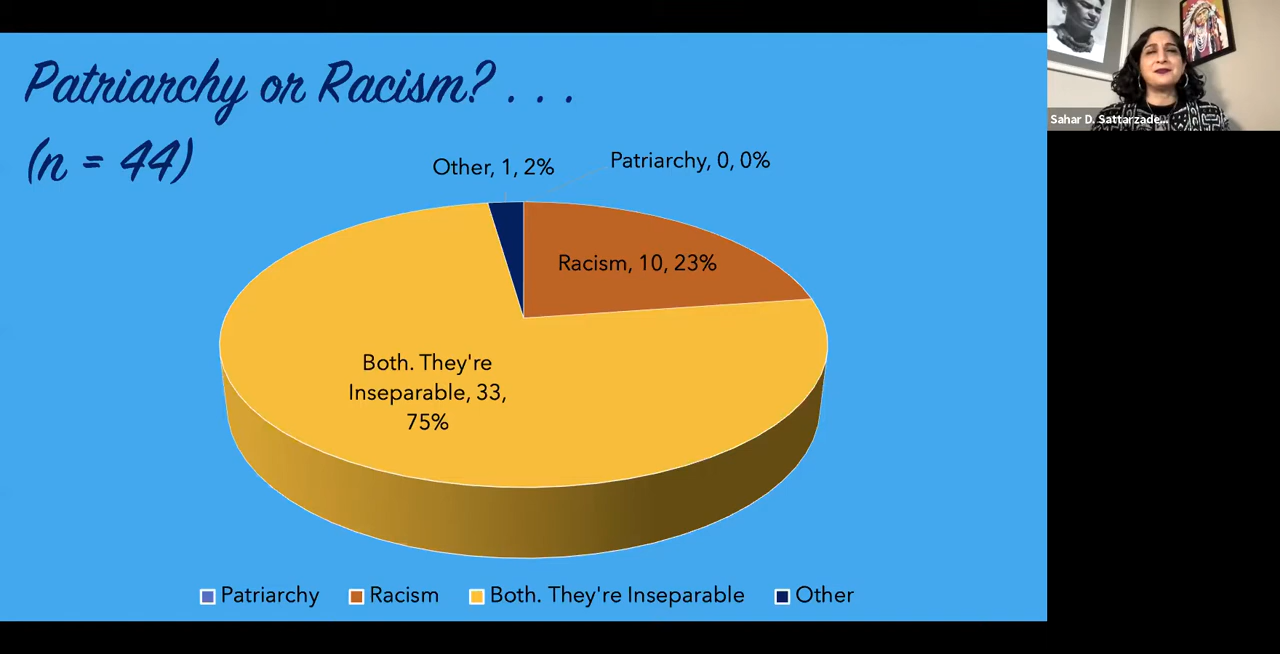 Patriarchy or Racism? . . .
(n = 44)
Other, 1, 2%
Patriarchy, 0, 0%
Racism, 10, 23%
Both. They're
Inseparable, 33,
75%
Patriarchy
Racism
Both. They're Inseparable
Other
Sahar D. Sattarzade...